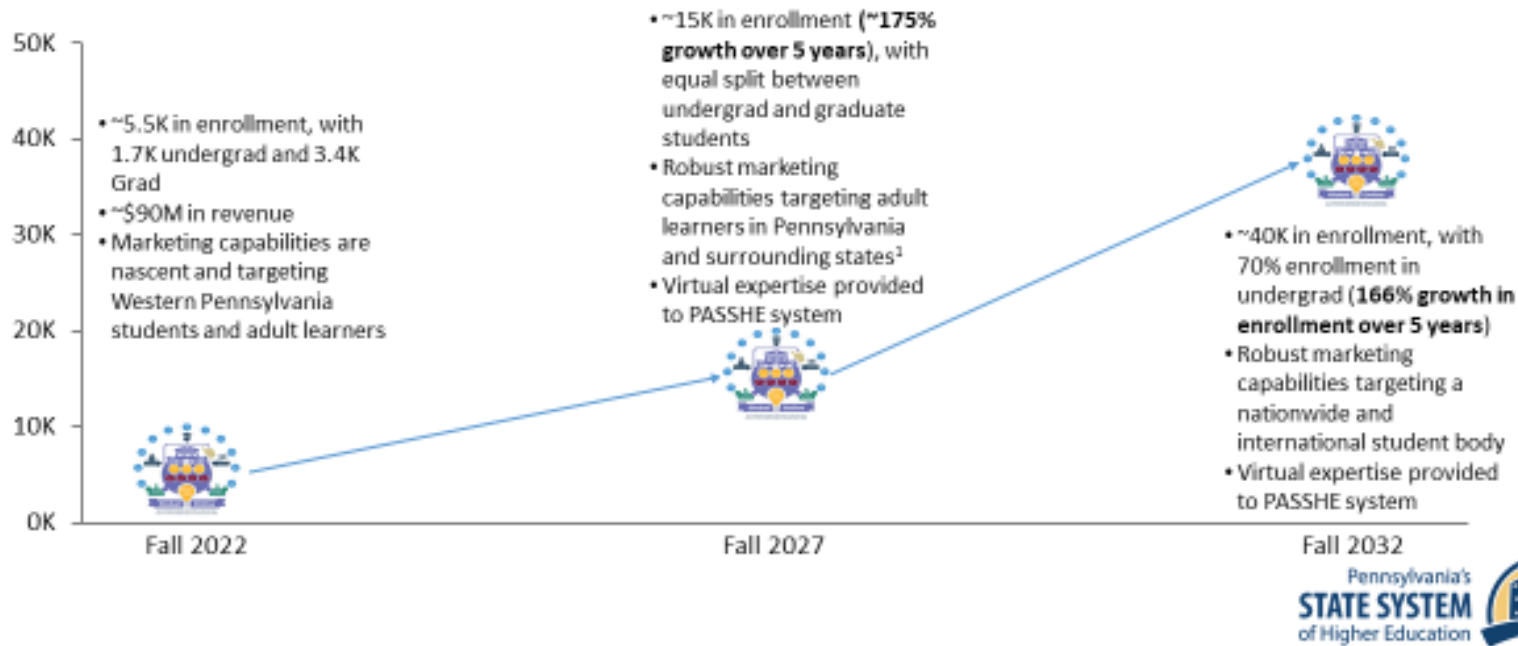 50K
40K
30K
20K
10K
0K
• ~5.5K in enrollment, with
1.7K undergrad and 3.4K
Grad
• ~$90M in revenue
• Marketing capabilities are
nascent and targeting
Western Pennsylvania
students and adult learners
• ~15K in enrollment (~175%
growth over 5 years), with
equal split between
undergrad and graduate
students
• Robust marketing
capabilities targeting adult
learners in Pennsylvania
and surrounding states¹
• Virtual expertise provided
to PASSHE system
• ~40K in enrollment, with
70% enrollment in
undergrad (166% growth in
enrollment over 5 years)
• Robust marketing
capabilities targeting a
nationwide and
international student body
• Virtual expertise provided
to PASSHE system
Fall 2022
Fall 2027
Fall 2032
Pennsylvania's
STATE SYSTEM
of Higher Education